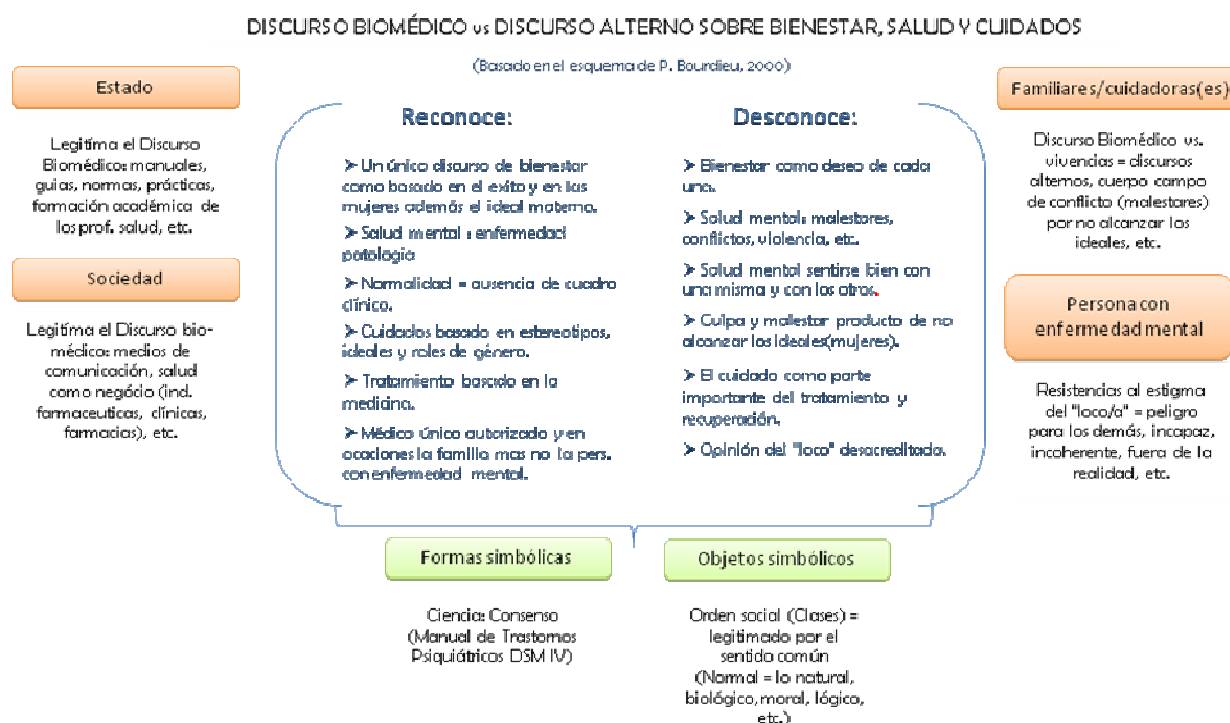 DISCURSO BIOMÉDICO vs DISCURSO ALTERNO SOBRE BIENESTAR, SALUD Y CUIDADOS
(Basado en el esquema de P. Bourdieu, 2000)
Estado
Legitima el Discurso
Biomédico: manuales,
guias, normas, prácticas,
formación académica de
los prof. salud, etc.
Sociedad
Legitima el Discurso bio-
médico: medios de
comunicación, salud
como negócio (ind.
farmaceuticas, clínicas,
farmacias), etc.
Reconoce:
➤ Un único discurso de bienestar
como basado en el exito y en las
mujeres además el ideal materno.
➤ Salud mental : enfermedad
patologia
➤ Normalidad = ausencia de cuadro
clínico.
➤ Cuidados basado en estereotipos,
ideales y roles de género.
➤ Tratamiento basado en la
medicina.
➤ Médico único autorizado y en
ocaciones la familia mas no la pers.
con enfermedad mental.
Desconoce:
➤ Bienestar como deseo de cada
uno.
➤ Salud mental: malestares,
conflictos, violencia, etc.
➤ Salud mental sentirse bien con
una misma y con los otros.
➤ Culpa y malestar producto de no
alcanzar los ideales(mujeres).
➤ El cuidado como parte
importante del tratamiento y
recuperación.
➤ Opinión del "loco" desacreditada.
Familiares/cuidadoras(es)
Discurso Biomédico vs.
vivencias = discursos
alternos, cuerpo campo
de conflicto (malestares)
por no alcanzar los
ideales, etc.
Persona con
enfermedad mental
Resistencias al estigma
del "loco/a" = peligro
para los demás, incapaz,
incoherente, fuera de la
realidad, etc.
Formas simbólicas
Ciencia: Consenso
(Manual de Trastornos
Psiquiátricos DSM IV)
Objetos simbólicos
Orden social (Clases) =
legitimado por el
sentido común
(Normal = lo natural,
biológico, moral, lógico,
etc.)